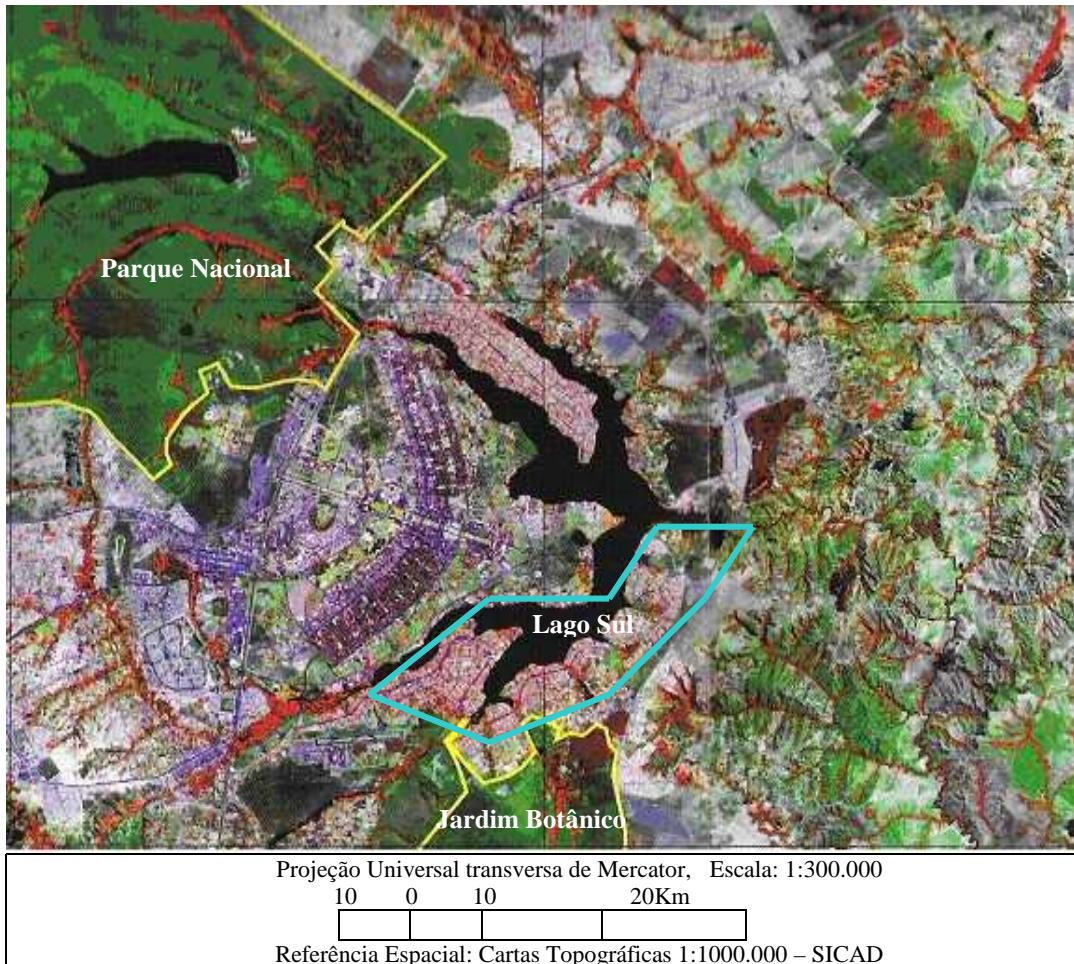 Parque Nacional
Lago Sul
Jardim Botânico
Projeção Universal transversa de Mercator, Escala: 1:300.000
10 0 10 20Km
Referência Espacial: Cartas Topográficas 1:1000.000 – SICAD